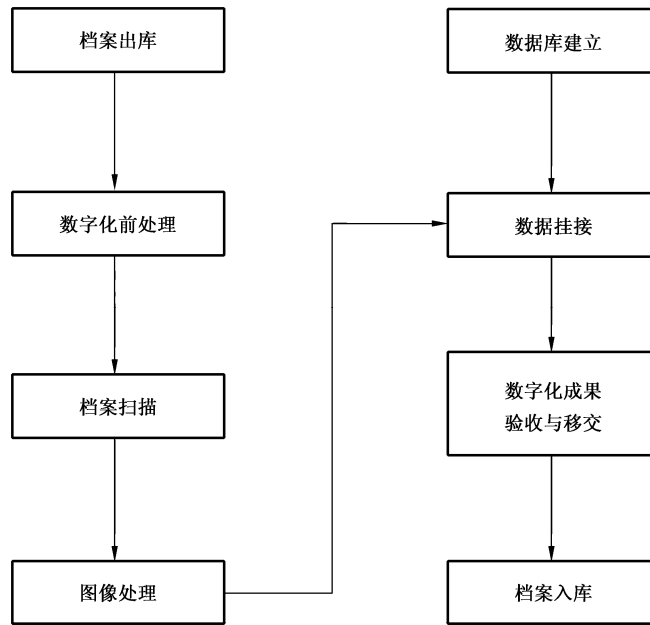 档案出库
数字化前处理
档案扫描
图像处理
数据库建立
数据挂接
数字化成果
验收与移交
档案入库